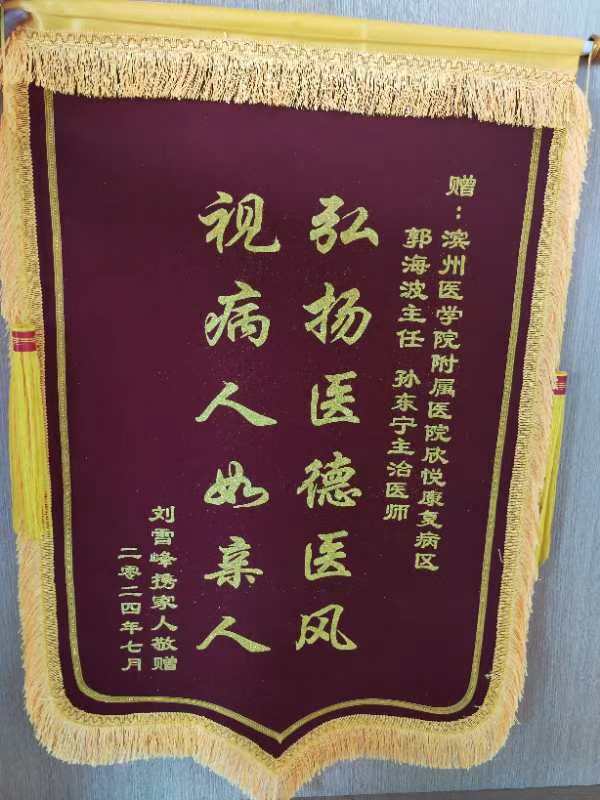 赠：滨州医学院附属医院欣悦康复病区
郭海波主任 孙东宁主治医师
弘扬医德医风
视病人如亲人
刘雪峰携家人敬赠
二零二四年七月